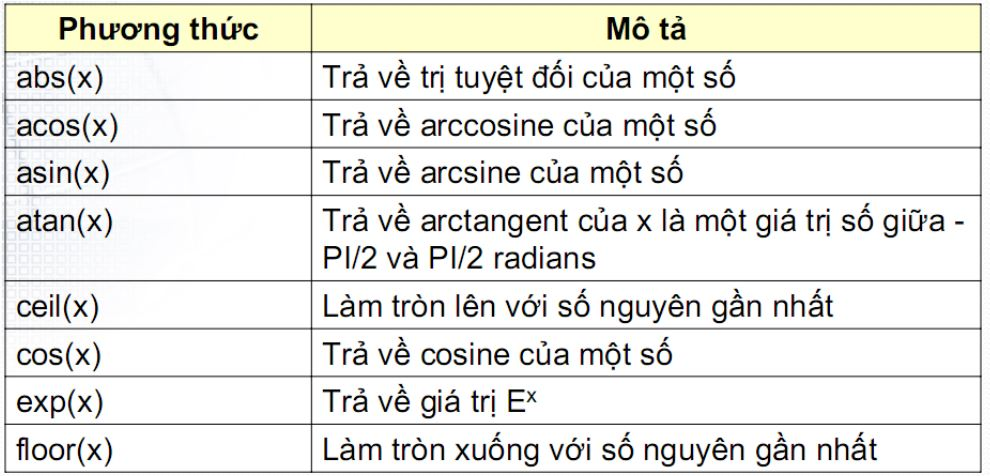 Phương thức Mô tả
abs(x) Trả về trị tuyệt đối của một số
acos(x) Trả về arccosine của một số
asin(x) Trả về arcsine của một số
atan(x) Trả về arctangent của x là một giá trị số giữa -
PI/2 và PI/2 radians
ceil(x) Làm tròn lên với số nguyên gần nhất
cos(x) Trả về cosine của một số
exp(x) Trả về giá trị Eˣ
floor(x) Làm tròn xuống với số nguyên gần nhất